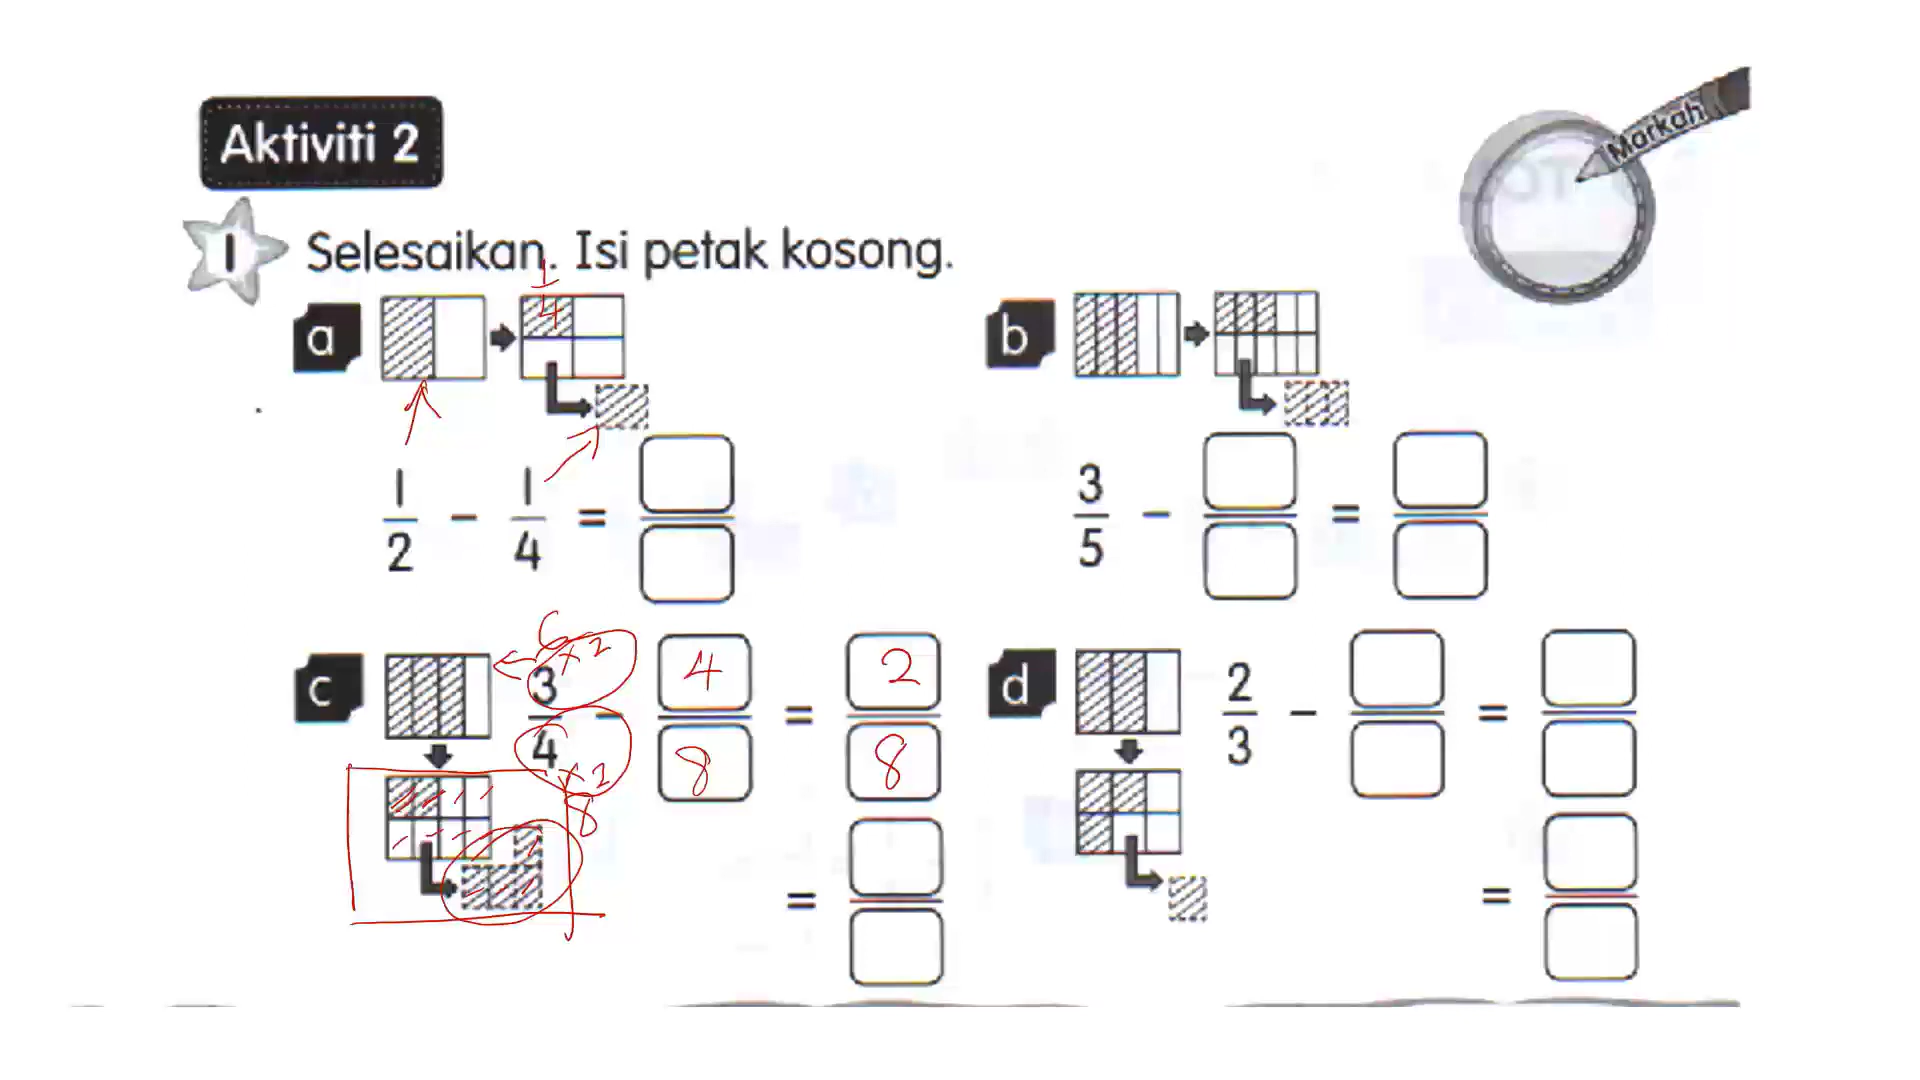 Aktiviti 2
Markah
1 Selesaikan. Isi petak kosong.
a
1/4
1/2 - 1/4 =
b
3/5 - =
c
6
3/4 ×2 - 4/8 = 2/8
×2
8
=
d
2/3 - =
=